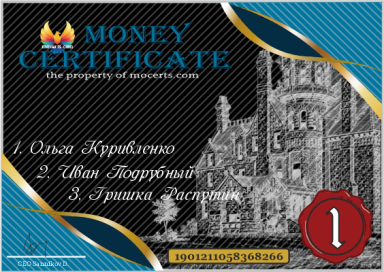 MONEY
CERTIFICATE
the property of mocerts.com
1. Ольга Куривленко
2. Иван Подрубный
3. Гришка Распутин
1
1901211058368266
CEO Sannikov D.